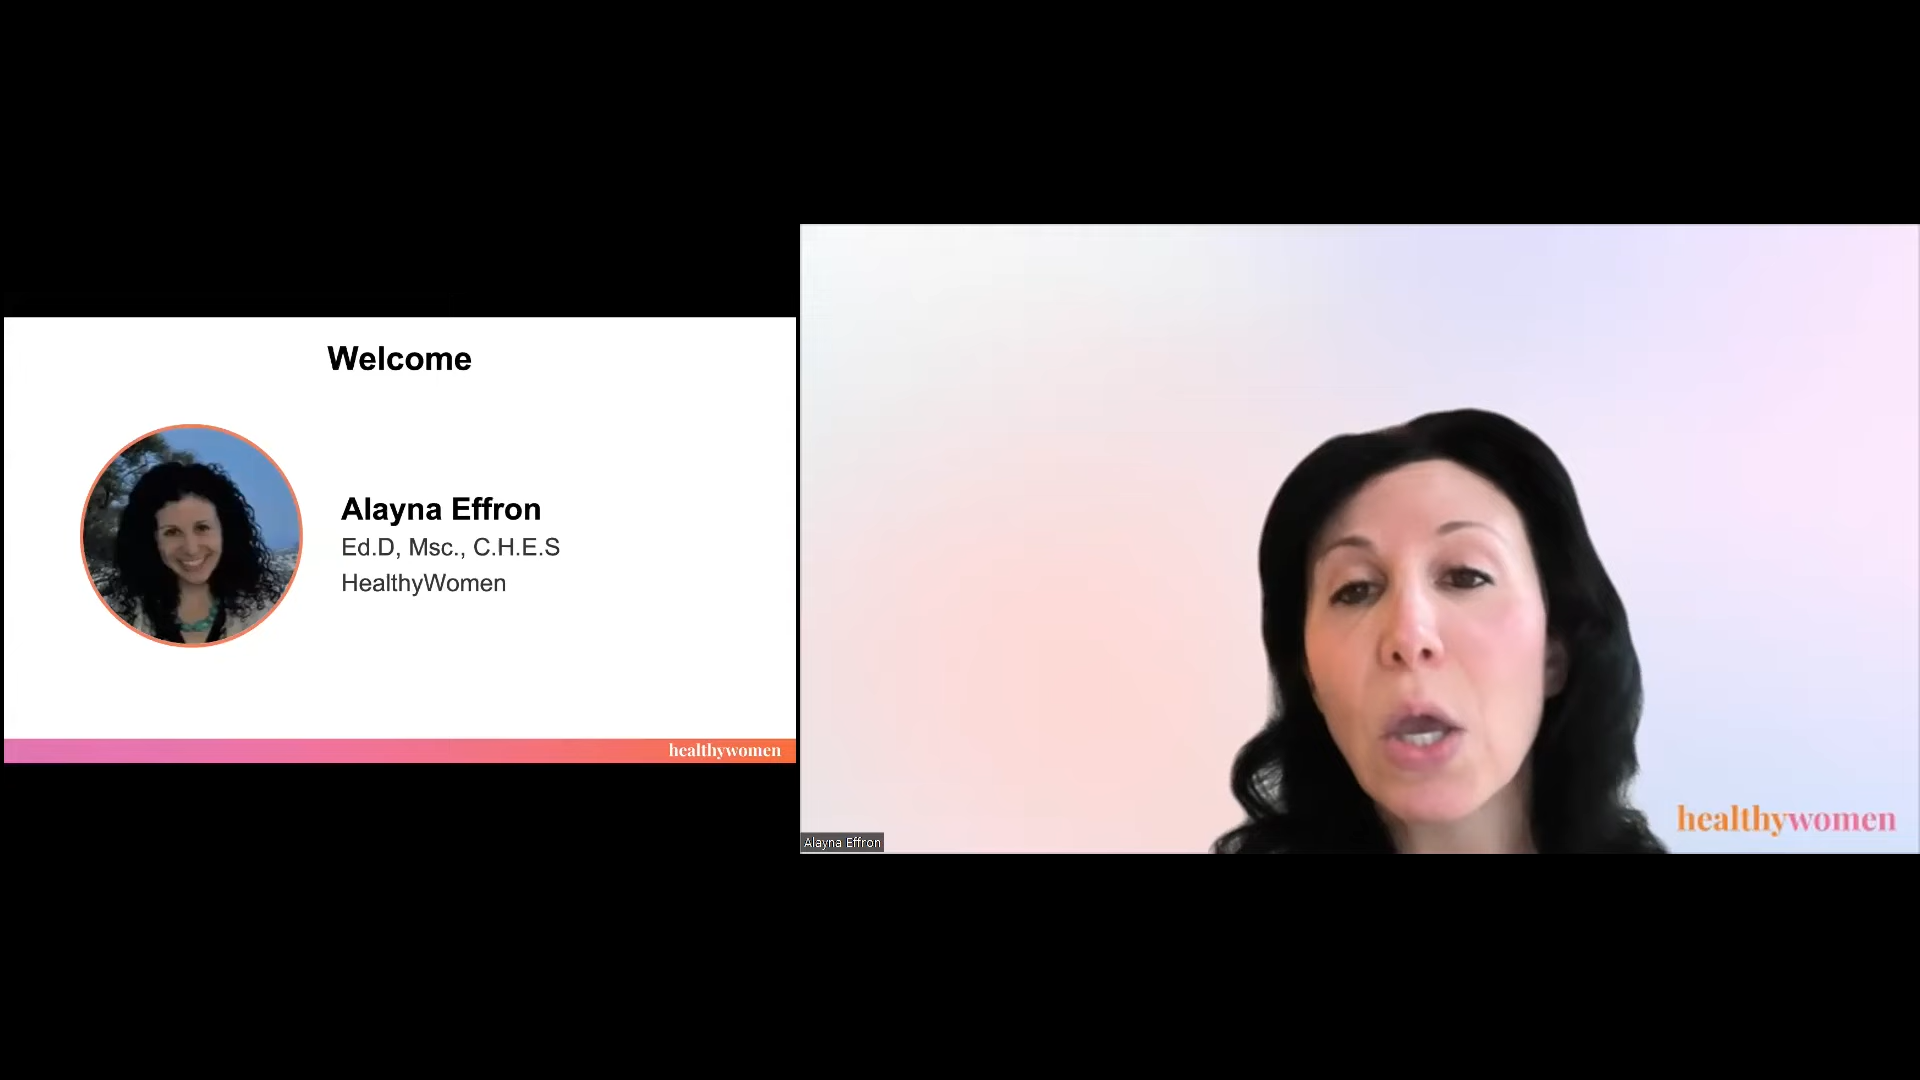 Welcome
Alayna Effron
Ed.D, Msc., C.H.E.S
HealthyWomen
healthywomen
Alayna Effron
healthywomen